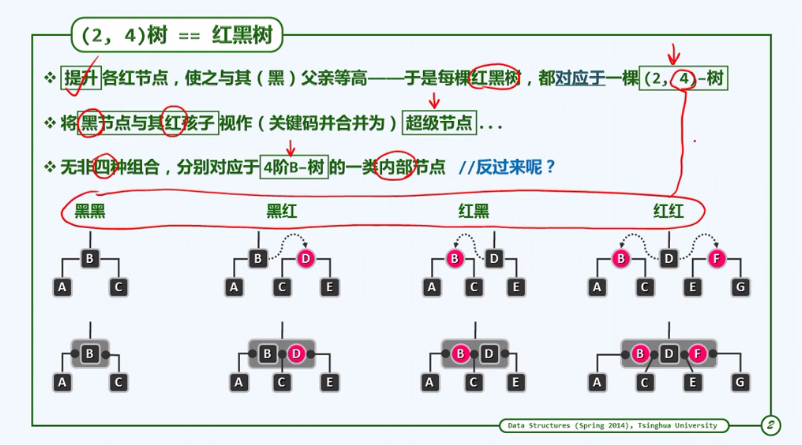 (2, 4)树 == 红黑树
❖ 提升各红节点，使之与其（黑）父亲等高——于是每棵红黑树，都对应于一棵(2, 4)-树
❖ 将黑节点与其红孩子视作（关键码并合并为）超级节点...
❖ 无非四种组合，分别对应于4阶B-树的一类内部节点 //反过来呢？
黑黑 黑红 红黑 红红
B B D B D B D F
A C A C E A C E A C E G
B B D B D B D F
A C A C E A C E A C E G
Data Structures (Spring 2014), Tsinghua University 2